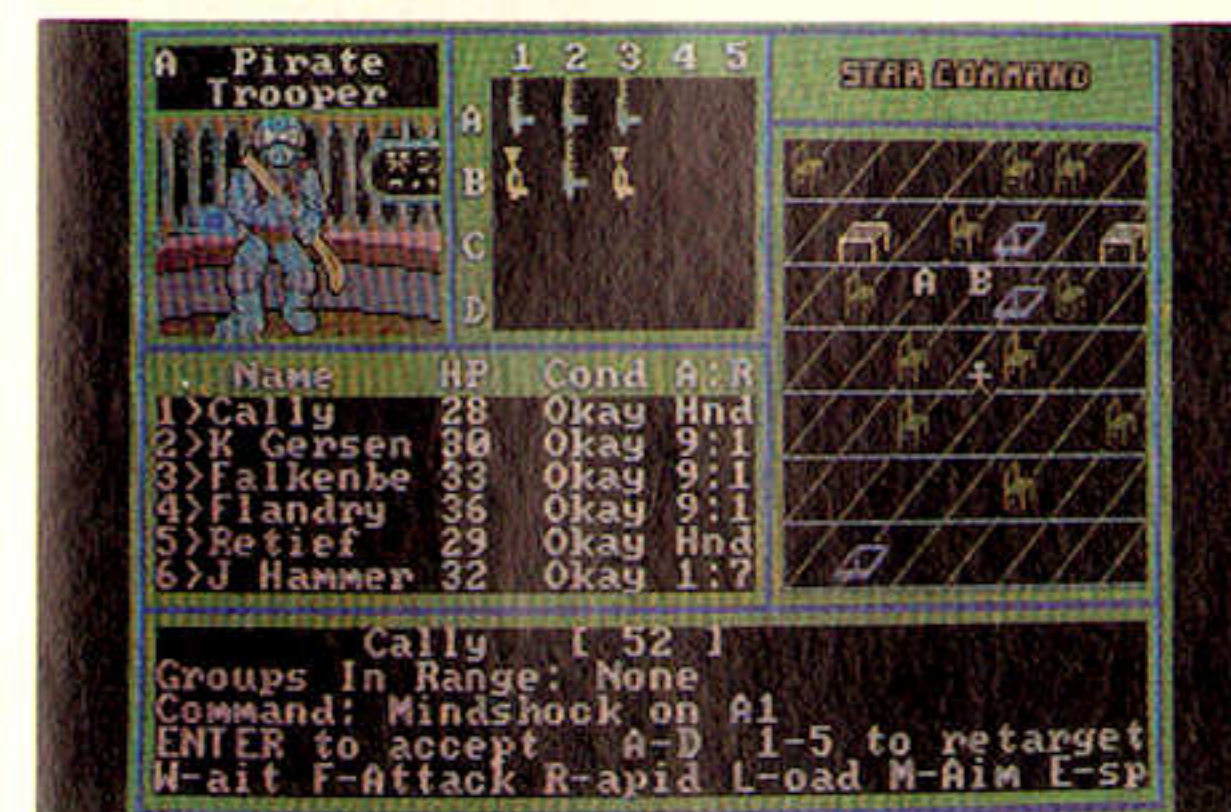 A Pirate
Trooper
1 2 3 4 5
A
B
C
D
STAR COMMAND
A B
Name HP Cond A:R
1>Cally 28 Okay Hnd
2>K Gersen 30 Okay 9:1
3>Falkenbe 33 Okay 9:1
4>Flandry 36 Okay 9:1
5>Retief 29 Okay Hnd
6>J Hammer 32 Okay 1:7
Cally [ 52 ]
Groups In Range: None
Command: Mindshock on A1
ENTER to accept A-D 1-5 to retarget
W-ait F-Attack R-apid L-oad M-Aim E-sp